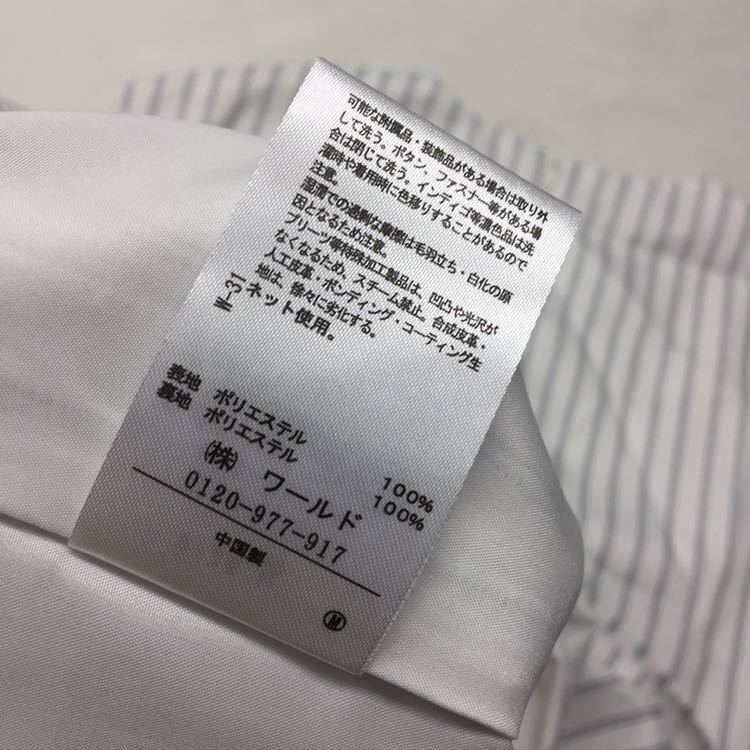 可能な附属品・装飾品がある場合は取り外
して洗う。ボタン、ファスナー等がある場
合は閉じて洗う。インディゴ等濃色品は洗
濯時や着用時に色移りすることがあるので
湿潤での過剰な摩擦は毛羽立ち・白化の原
因となるため注意。
プリーツ等特殊加工製品は、凹凸や光沢が
なくなるため、スチーム禁止。合成皮革・
人工皮革・ボンディング・コーティング生
地は、徐々に劣化する。
ネット使用。
W-31
表地 ポリエステル 100%
裏地 ポリエステル 100%
㈱ ワールド
0120-977-917
中国製
M